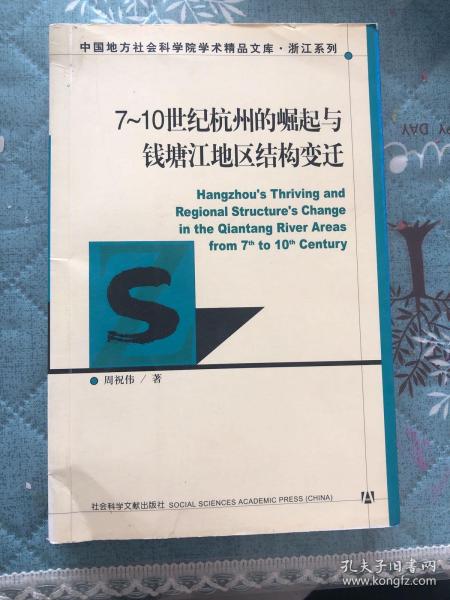 中国地方社会科学院学术精品文库·浙江系列
7~10世纪杭州的崛起与
钱塘江地区结构变迁
Hangzhou's Thriving and
Regional Structure's Change
in the Qiantang River Areas
from 7th to 10th Century
S
周祝伟 / 著
社会科学文献出版社 SOCIAL SCIENCES ACADEMIC PRESS (CHINA)
PPY DAY
孔夫子旧书网
www.kongfz.com